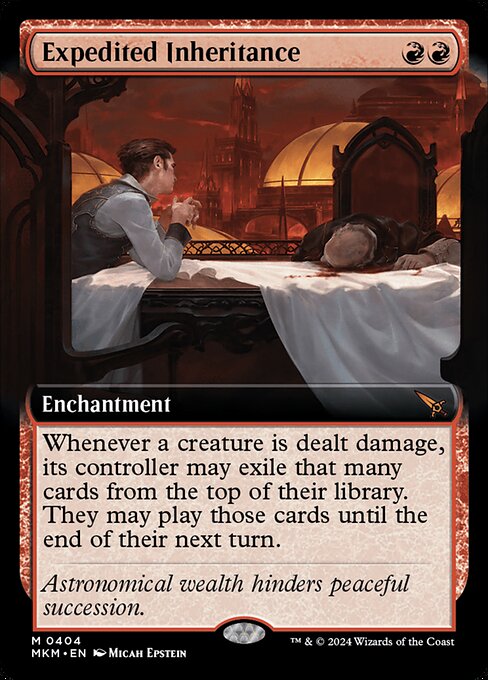 Expedited Inheritance
Enchantment
Whenever a creature is dealt damage,
its controller may exile that many
cards from the top of their library.
They may play those cards until the
end of their next turn.
Astronomical wealth hinders peaceful
succession.
M 0404
MKM • EN Micah Epstein
™ & © 2024 Wizards of the Coast